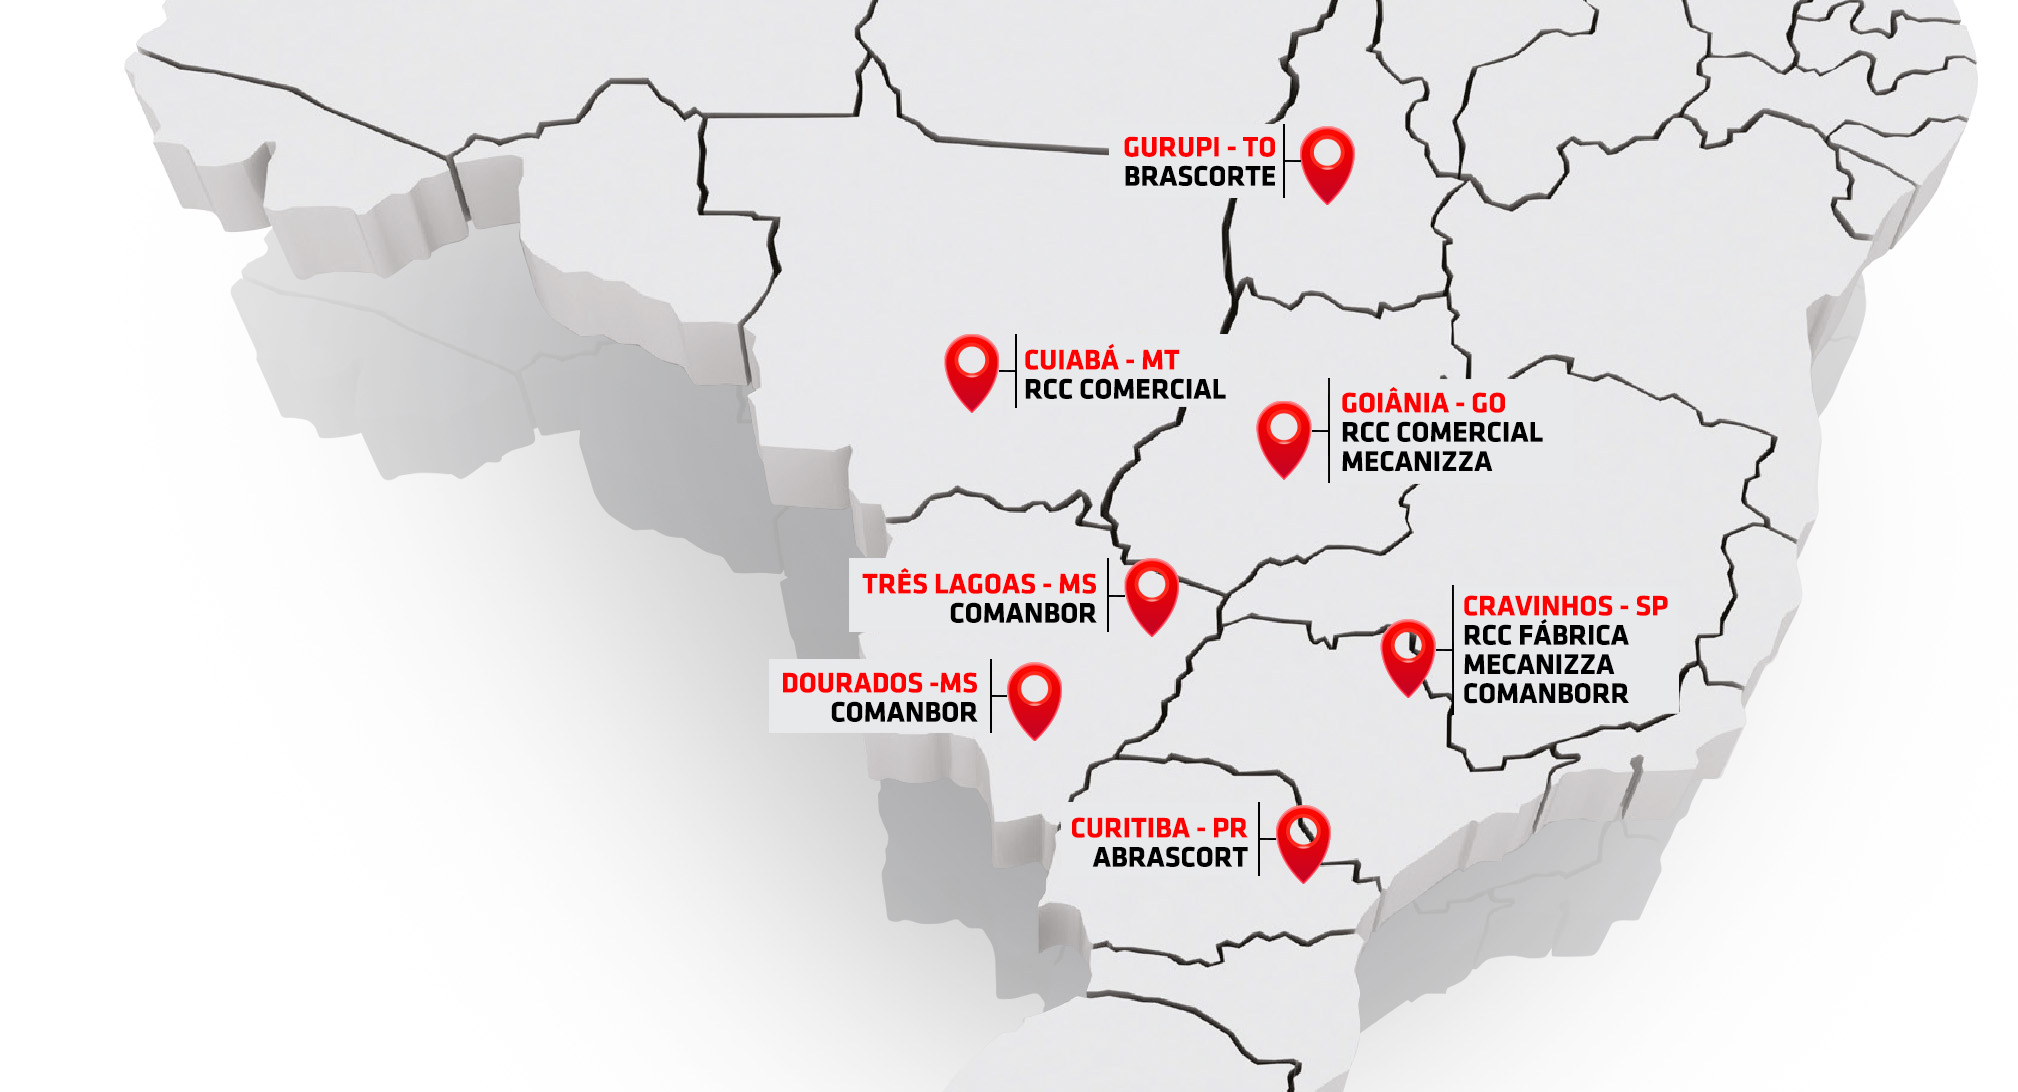 GURUPI - TO
BRASCORTE
CUIABÁ - MT
RCC COMERCIAL
GOIÂNIA - GO
RCC COMERCIAL
MECANIZZA
TRÊS LAGOAS - MS
COMANBOR
CRAVINHOS - SP
RCC FÁBRICA
MECANIZZA
COMANBORR
DOURADOS -MS
COMANBOR
CURITIBA - PR
ABRASCORT